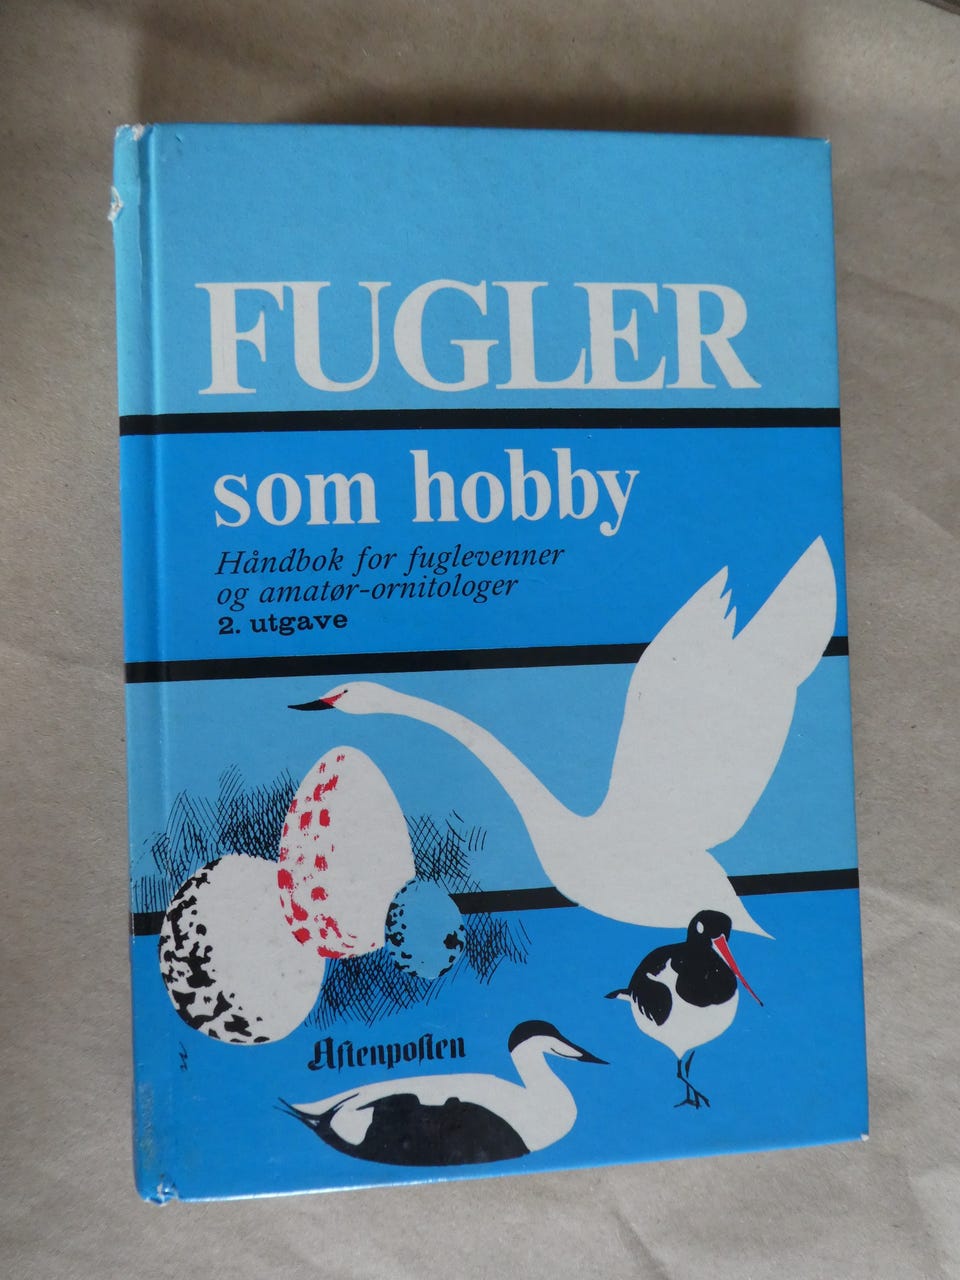 FUGLER
som hobby
Håndbok for fuglevenner
og amatør-ornitologer
2. utgave
Aftenposten